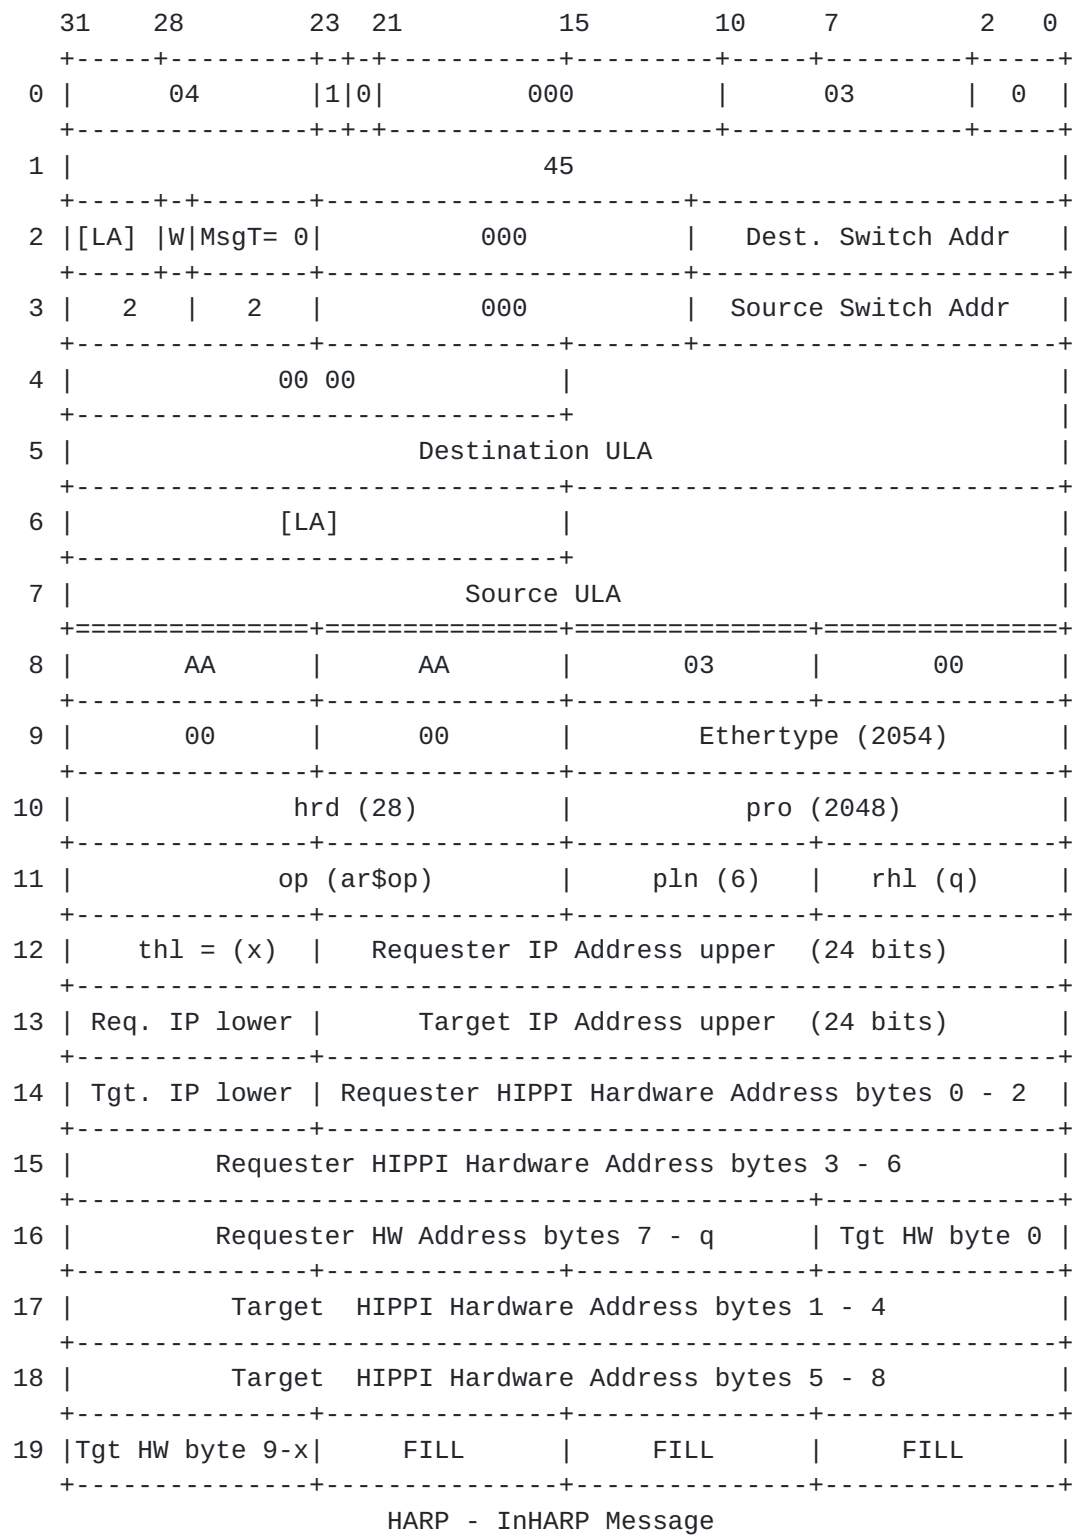 31    28        23  21           15        10     7         2   0
    +-----+---------+-+-+-----------+---------+-----+---------+-----+
  0 |      04       |1|0|         000         |      03       |  0  |
    +---------------+-+-+---------------------+---------------+-----+
  1 |                              45                               |
    +-----+-+-------+-----------------------+-----------------------+
  2 |[LA] |W|MsgT= 0|          000          |   Dest. Switch Addr   |
    +-----+-+-------+-----------------------+-----------------------+
  3 |   2   |   2   |          000          |  Source Switch Addr   |
    +---------------+---------------+-------+-----------------------+
  4 |             00 00             |                               |
    +-------------------------------+                               |
  5 |                      Destination ULA                          |
    +-------------------------------+-------------------------------+
  6 |             [LA]              |                               |
    +-------------------------------+                               |
  7 |                         Source ULA                            |
    +===============+===============+===============+===============+
  8 |       AA      |      AA       |       03      |       00      |
    +---------------+---------------+---------------+---------------+
  9 |       00      |      00       |        Ethertype (2054)       |
    +---------------+---------------+-------------------------------+
 10 |              hrd (28)         |           pro (2048)          |
    +---------------+---------------+---------------+---------------+
 11 |             op (ar$op)        |     pln (6)   |   rhl (q)     |
    +---------------+---------------+---------------+---------------+
 12 |    thl = (x)  |   Requester IP Address upper  (24 bits)       |
    +---------------------------------------------------------------+
 13 | Req. IP lower |      Target IP Address upper  (24 bits)       |
    +---------------+-----------------------------------------------+
 14 | Tgt. IP lower | Requester HIPPI Hardware Address bytes 0 - 2  |
    +---------------+-----------------------------------------------+
 15 |         Requester HIPPI Hardware Address bytes 3 - 6          |
    +-----------------------------------------------+---------------+
 16 |         Requester HW Address bytes 7 - q      | Tgt HW byte 0 |
    +---------------+---------------+---------------+---------------+
 17 |          Target  HIPPI Hardware Address bytes 1 - 4           |
    +---------------------------------------------------------------+
 18 |          Target  HIPPI Hardware Address bytes 5 - 8           |
    +---------------+---------------+---------------+---------------+
 19 |Tgt HW byte 9-x|     FILL      |     FILL      |     FILL      |
    +---------------+---------------+---------------+---------------+
                         HARP - InHARP Message